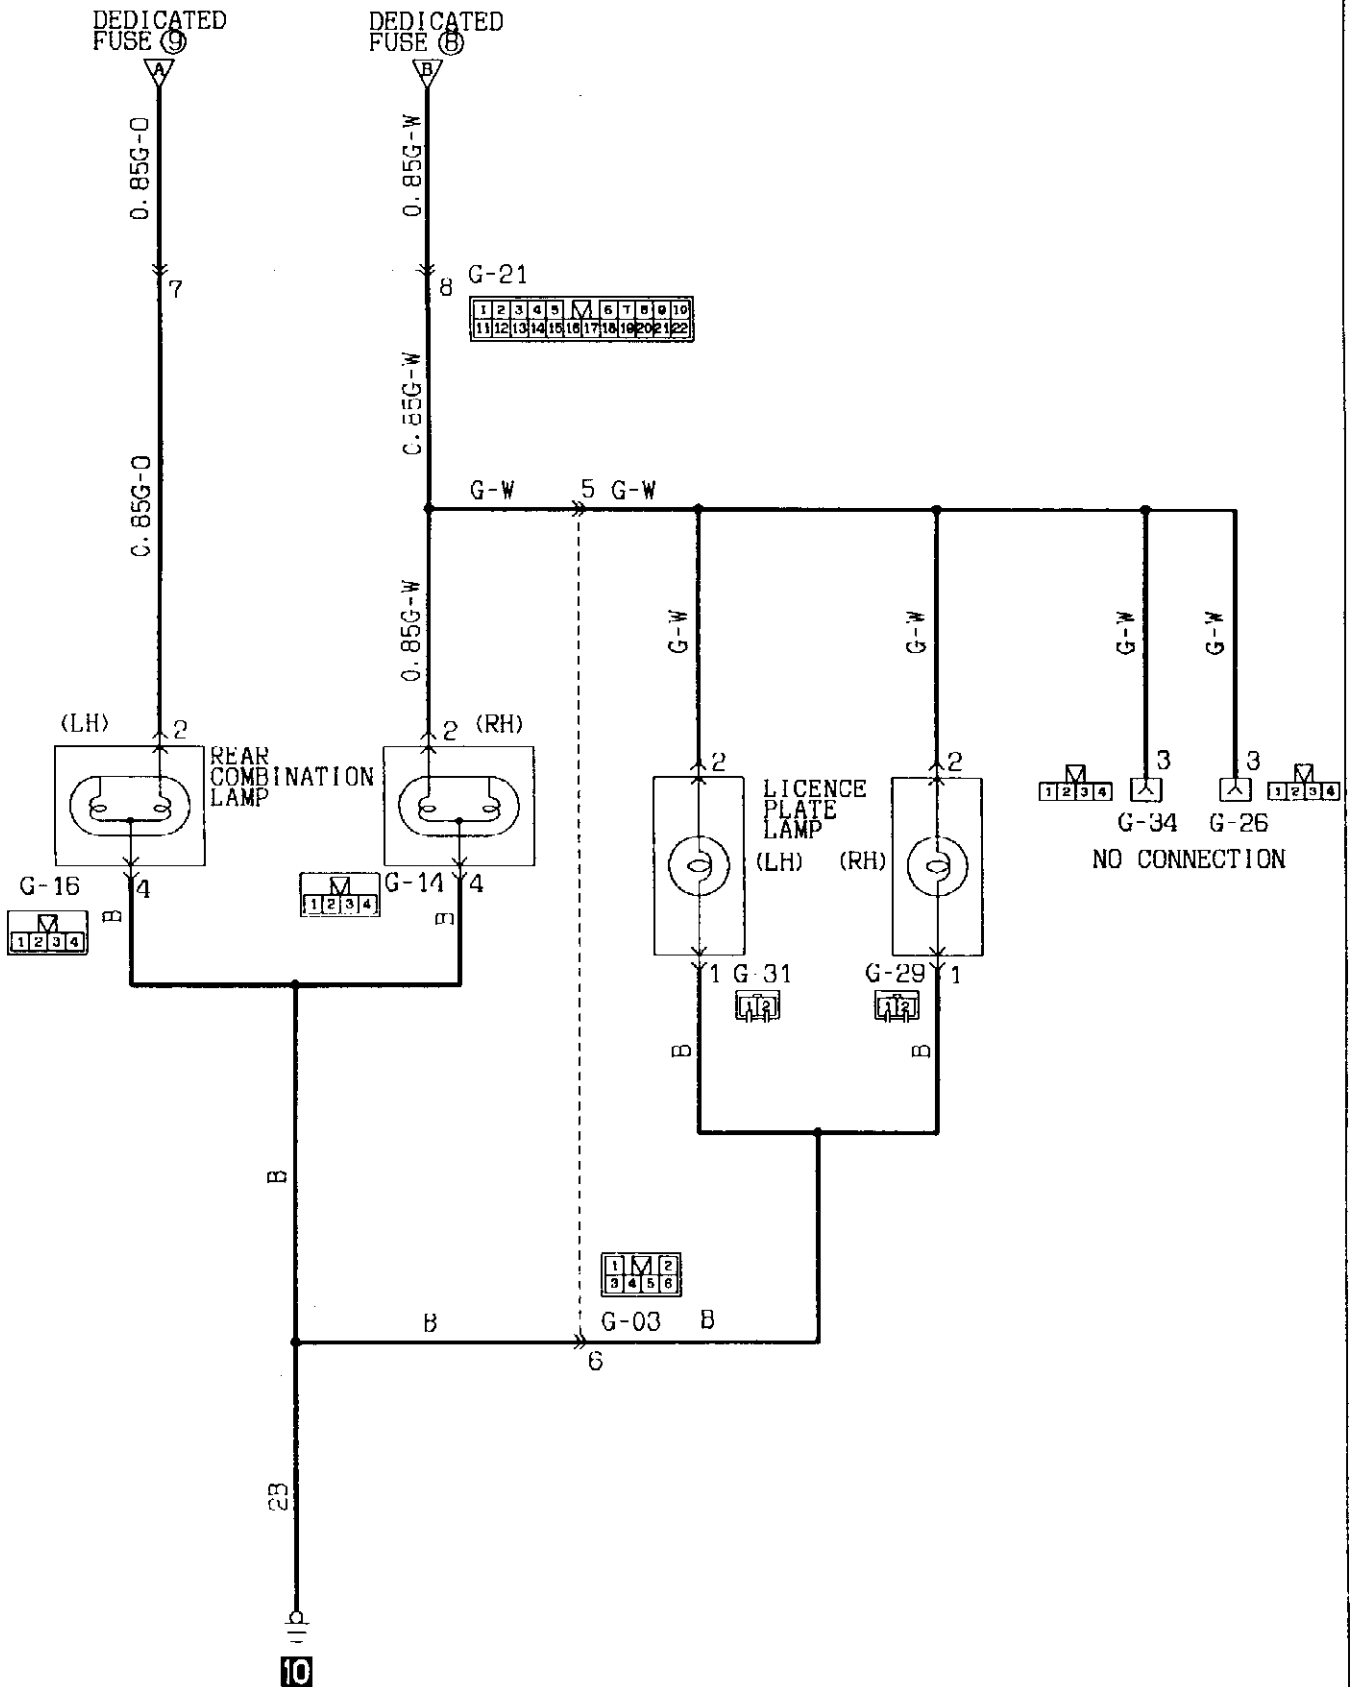 DEDICATED
FUSE ⑨
DEDICATED
FUSE ⑧
A
B
0.85G-O
0.85G-W
7
8
G-21
1 2 3 4 5 6 7 8 9 10
11 12 13 14 15 16 17 18 19 20 21 22
0.85G-O
0.85G-W
G-W
5
G-W
0.85G-W
G-W
G-W
G-W
G-W
(LH)
2
2
(RH)
REAR
COMBINATION
LAMP
2
LICENCE
PLATE
LAMP
(LH)
(RH)
2
3
3
1 2 3 4
1 2 3 4
G-34
G-26
NO CONNECTION
G-16
4
1 2 3 4
B
G-14
4
1 2 3 4
B
1
G-31
1 2
G-29
1
1 2
B
B
B
1 2
3 4 5 6
G-03
B
B
6
2B
10